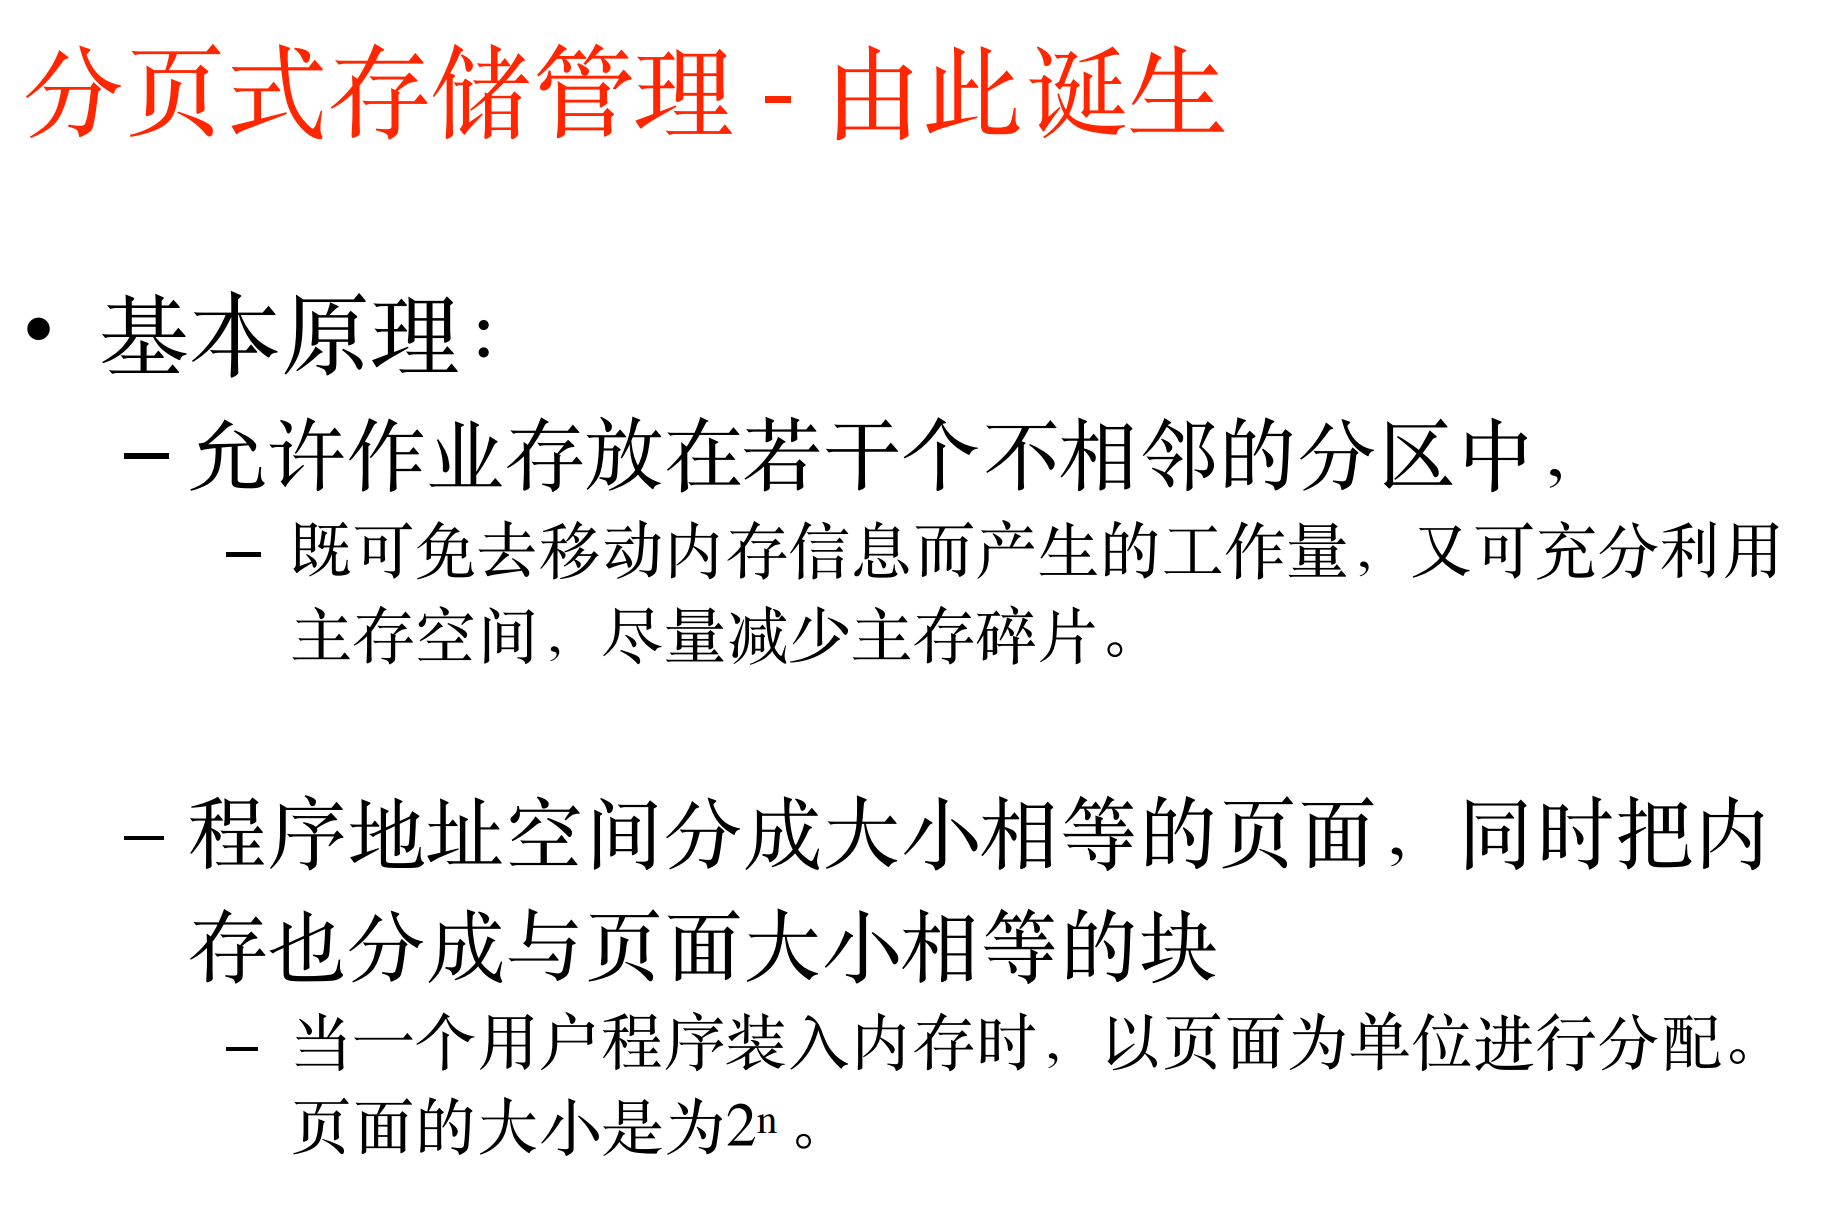 分页式存储管理 - 由此诞生
• 基本原理：
– 允许作业存放在若干个不相邻的分区中，
– 既可免去移动内存信息而产生的工作量，又可充分利用
主存空间，尽量减少主存碎片。
– 程序地址空间分成大小相等的页面，同时把内
存也分成与页面大小相等的块
– 当一个用户程序装入内存时，以页面为单位进行分配。
页面的大小是为2ⁿ 。